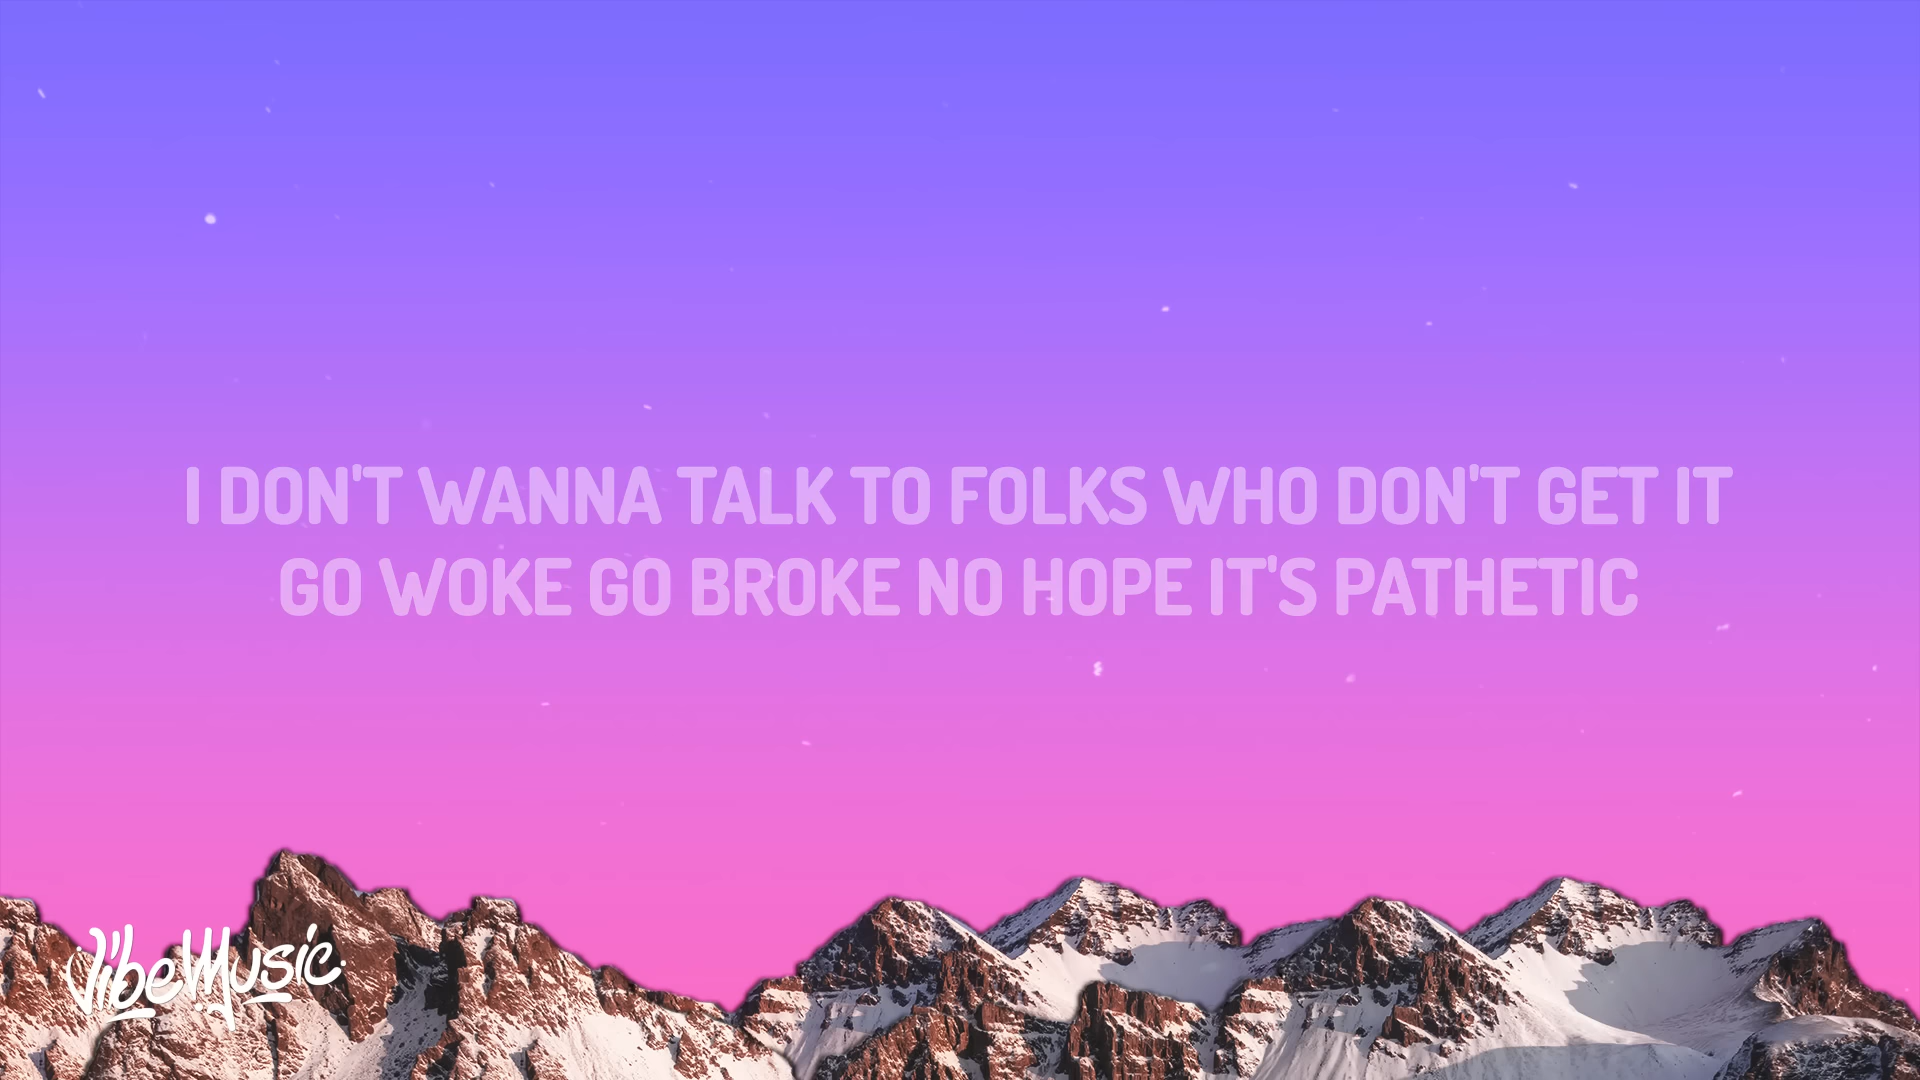 I DON'T WANNA TALK TO FOLKS WHO DON'T GET IT
GO WOKE GO BROKE NO HOPE IT'S PATHETIC
VibeMusic